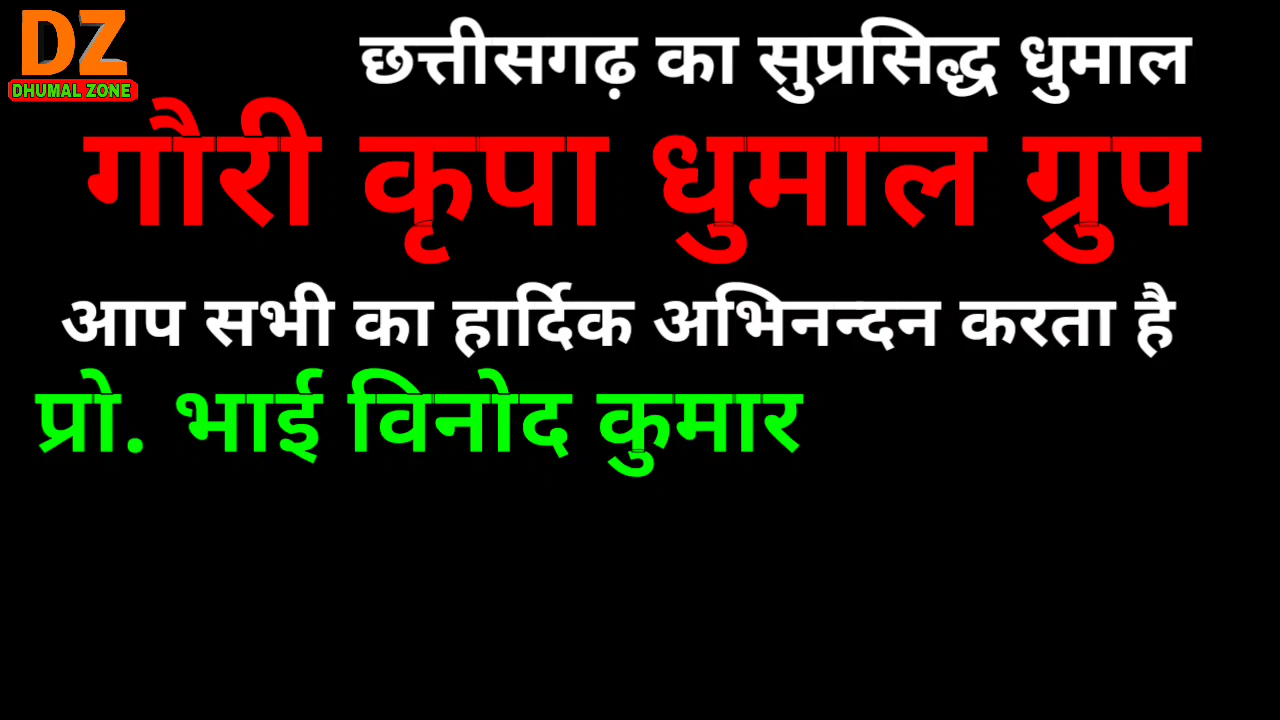 DZ
DHUMAL ZONE
छत्तीसगढ़ का सुप्रसिद्ध धुमाल
गौरी कृपा धुमाल ग्रुप
आप सभी का हार्दिक अभिनन्दन करता है
प्रो. भाई विनोद कुमार